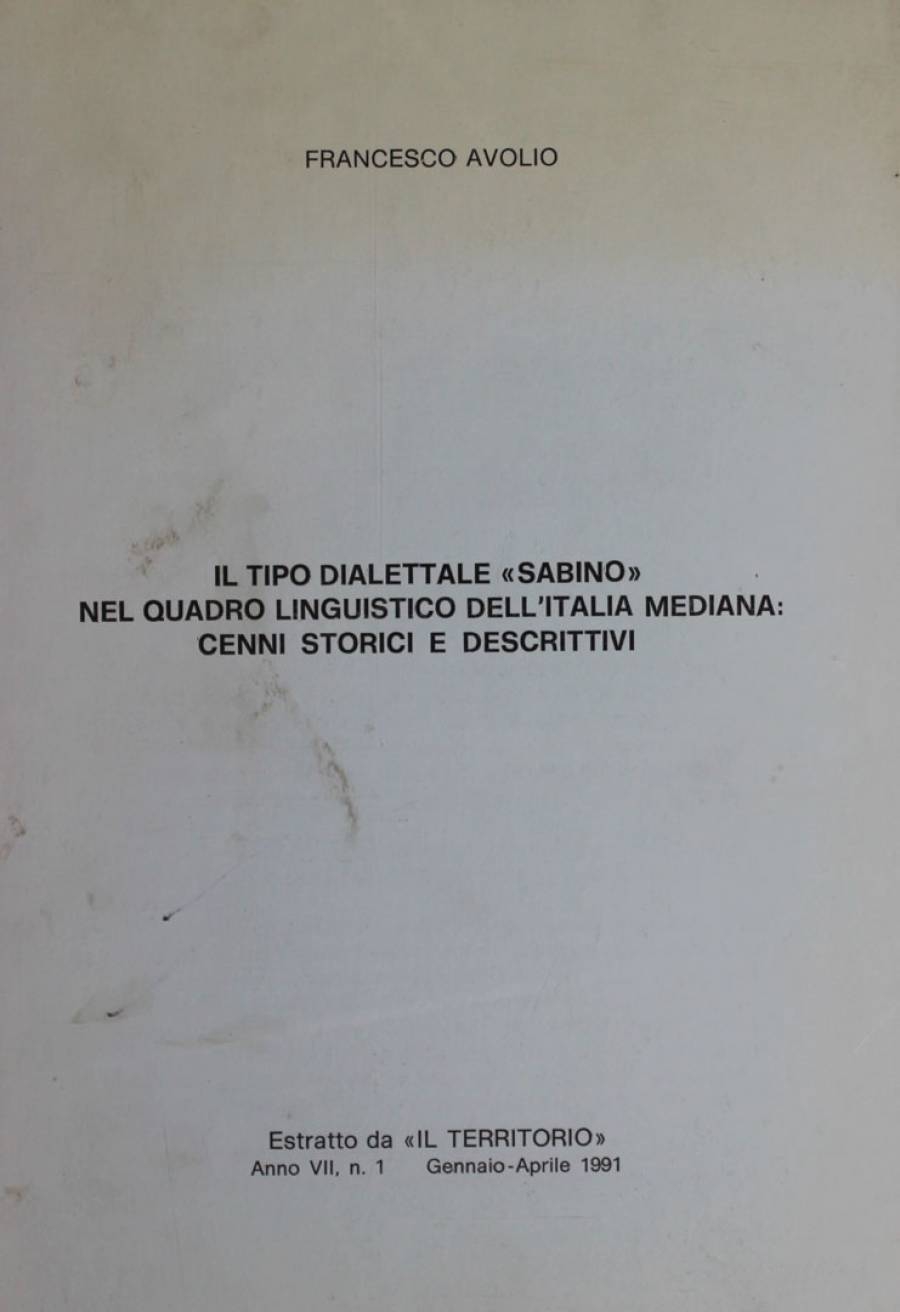 FRANCESCO AVOLIO
IL TIPO DIALETTALE «SABINO»
NEL QUADRO LINGUISTICO DELL'ITALIA MEDIANA:
CENNI STORICI E DESCRITTIVI
Estratto da «IL TERRITORIO»
Anno VII, n. 1 Gennaio-Aprile 1991